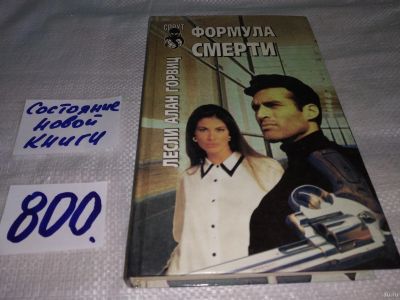 СПРУТ
ФОРМУЛА
СМЕРТИ
ЛЕСЛИ АЛАН ГОРВИЦ
Состояние
новой
книги
800.